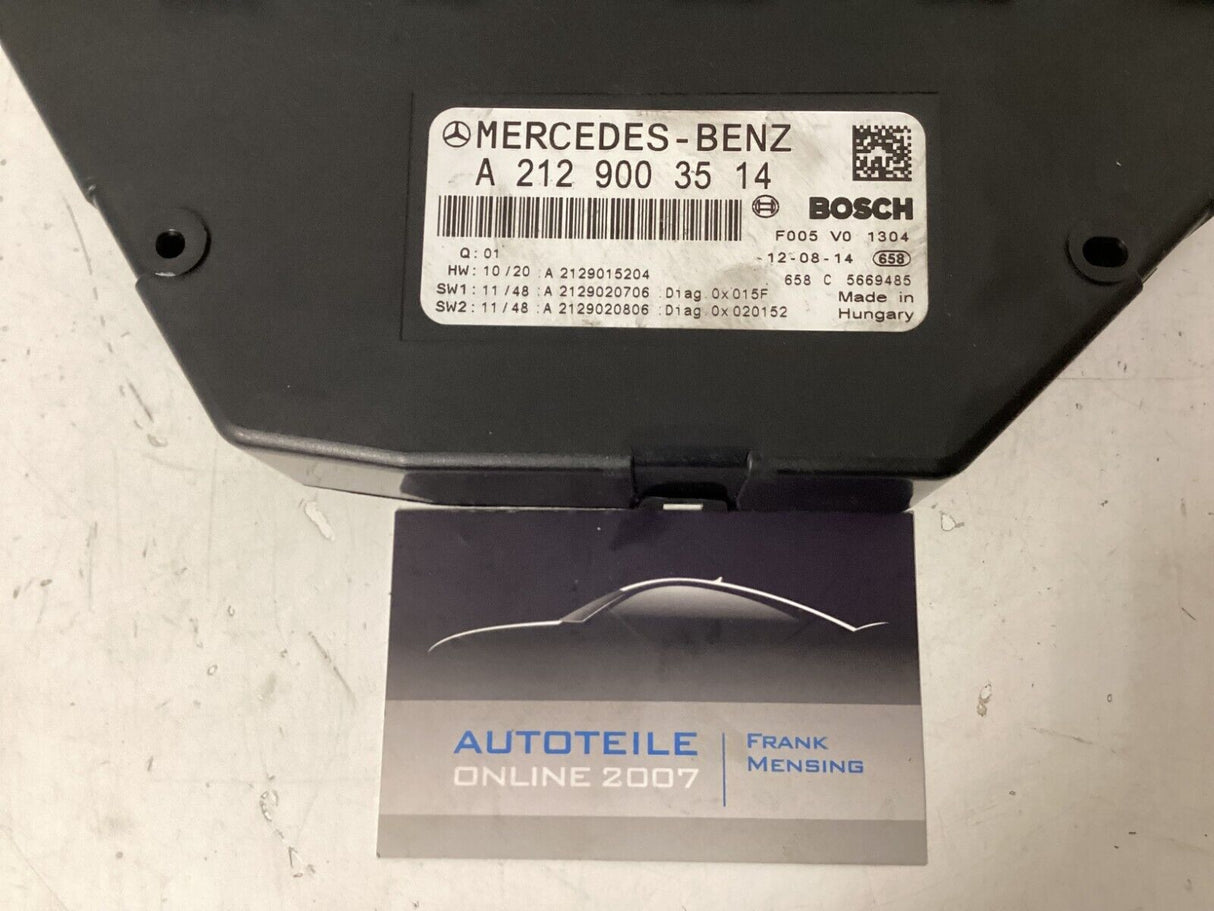 MERCEDES-BENZ
A 212 900 35 14
BOSCH
F005 V0 1304
Q: 01
12-08-14 658
HW: 10/20 :A 2129015204
658 C 5669485
SW1: 11/48 :A 2129020706 :Diag.0x015F
Made in
SW2: 11/48 :A 2129020806 :Diag.0x020152
Hungary
AUTOTEILE
ONLINE 2007
FRANK
MENSING